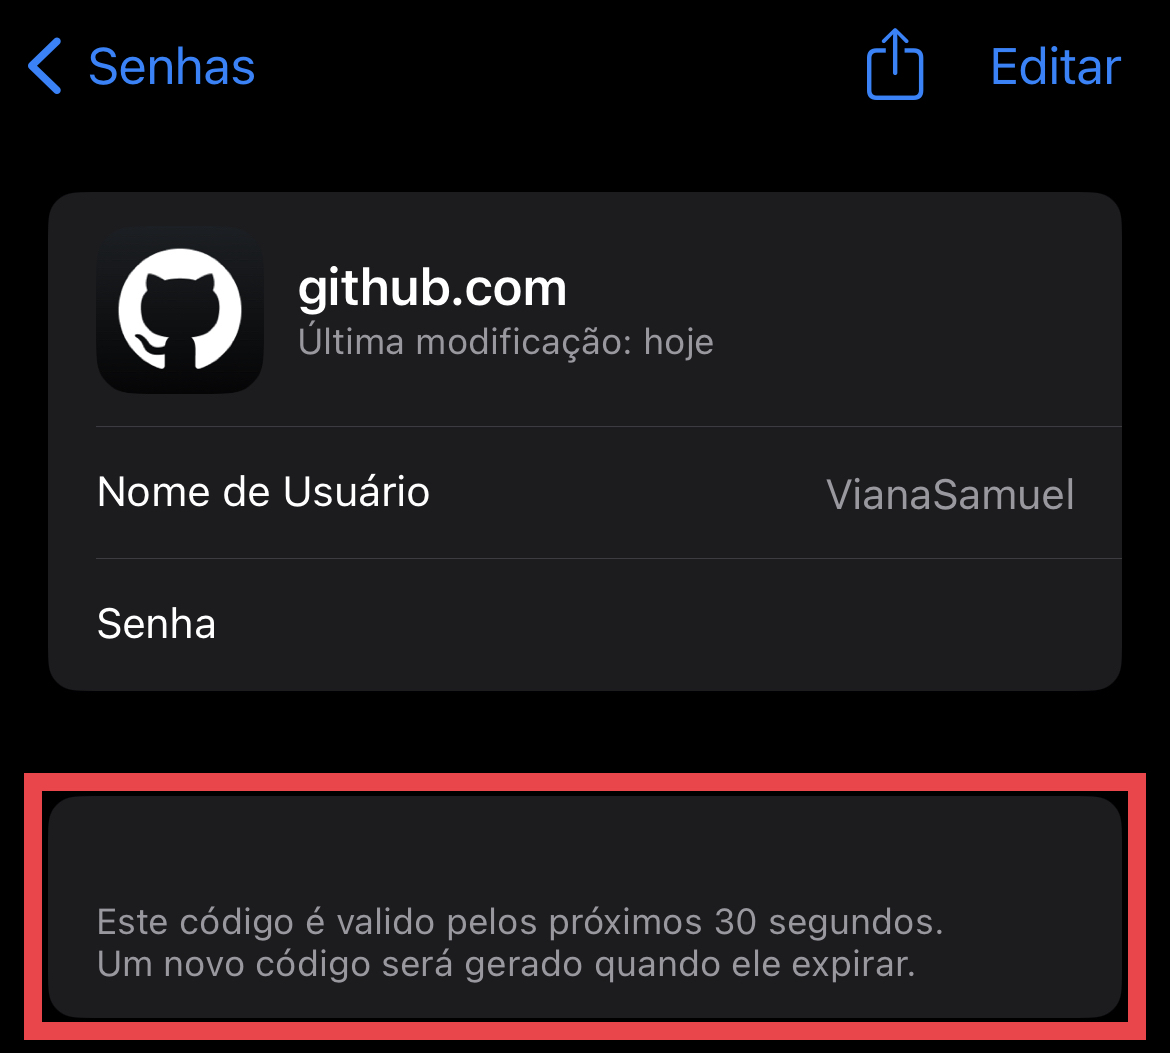 Senhas
Editar
github.com
Última modificação: hoje
Nome de Usuário
VianaSamuel
Senha
Este código é valido pelos próximos 30 segundos.
Um novo código será gerado quando ele expirar.